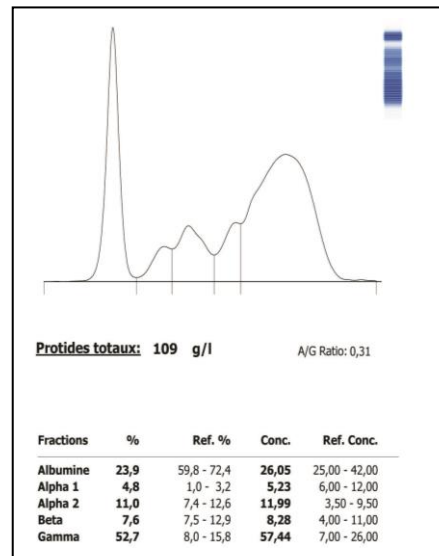 Protides totaux: 109 g/l A/G Ratio: 0,31
Fractions % Ref. % Conc. Ref. Conc.
Albumine 23,9 59,8 - 72,4 26,05 25,00 - 42,00
Alpha 1 4,8 1,0 - 3,2 5,23 6,00 - 12,00
Alpha 2 11,0 7,4 - 12,6 11,99 3,50 - 9,50
Beta 7,6 7,5 - 12,9 8,28 4,00 - 11,00
Gamma 52,7 8,0 - 15,8 57,44 7,00 - 26,00